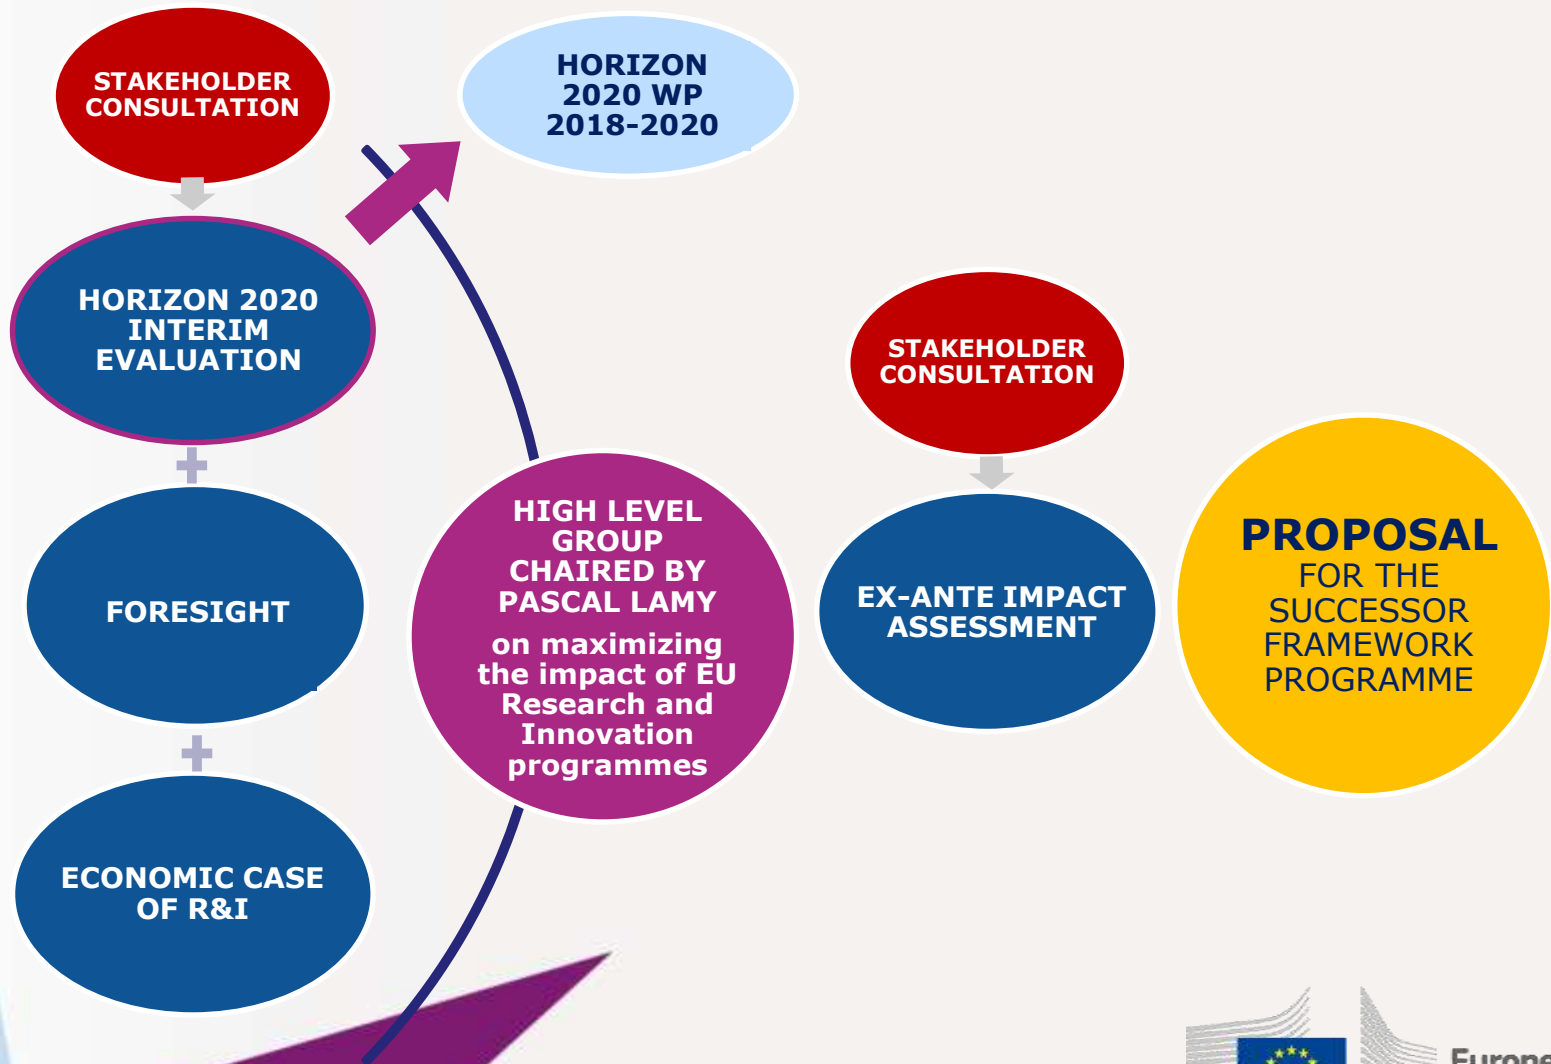 STAKEHOLDER
CONSULTATION
HORIZON
2020 WP
2018-2020
HORIZON 2020
INTERIM
EVALUATION
FORESIGHT
ECONOMIC CASE
OF R&I
HIGH LEVEL
GROUP
CHAIRED BY
PASCAL LAMY
on maximizing
the impact of EU
Research and
Innovation
programmes
STAKEHOLDER
CONSULTATION
EX-ANTE IMPACT
ASSESSMENT
PROPOSAL
FOR THE
SUCCESSOR
FRAMEWORK
PROGRAMME